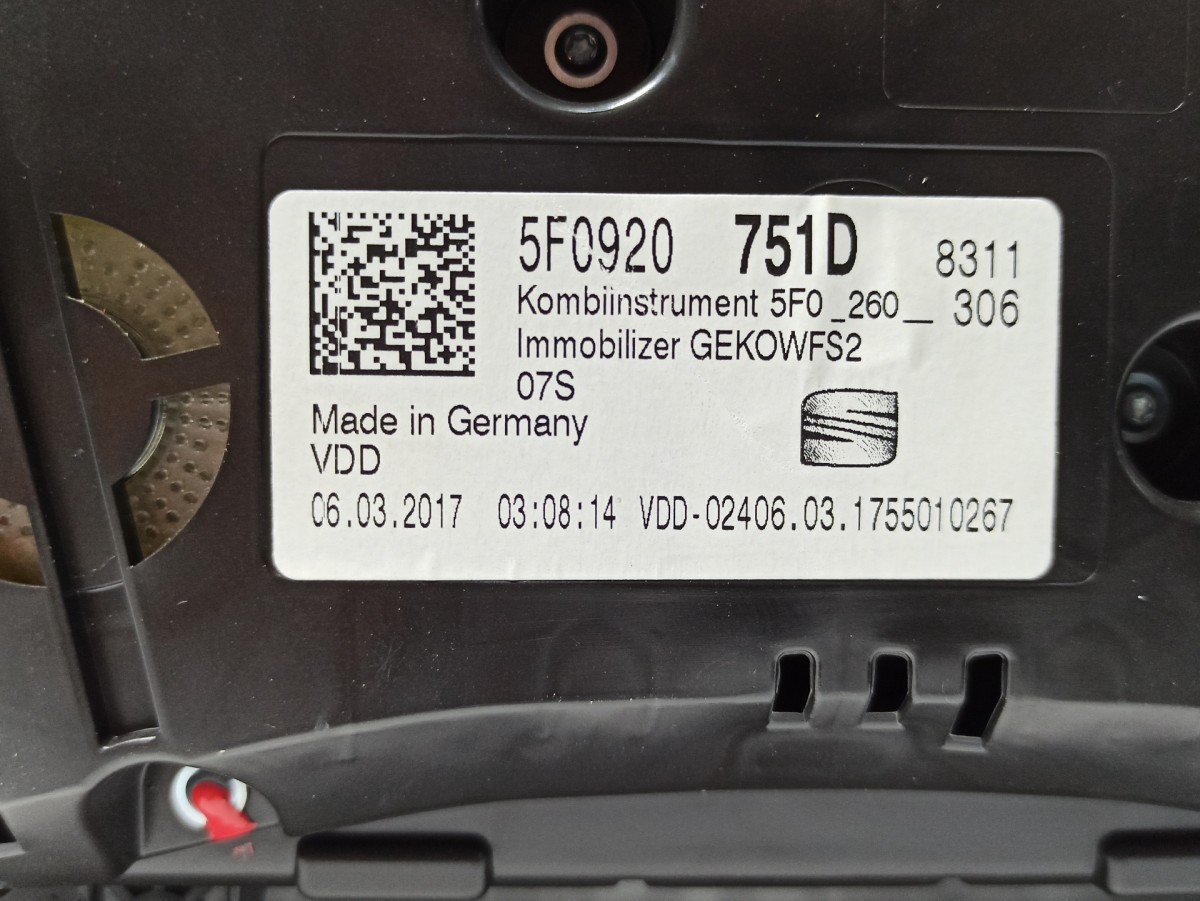 5F0920 751D 8311
Kombiinstrument 5F0_260__ 306
Immobilizer GEKOWFS2
07S
Made in Germany
VDD
06.03.2017 03:08:14 VDD-02406.03.1755010267